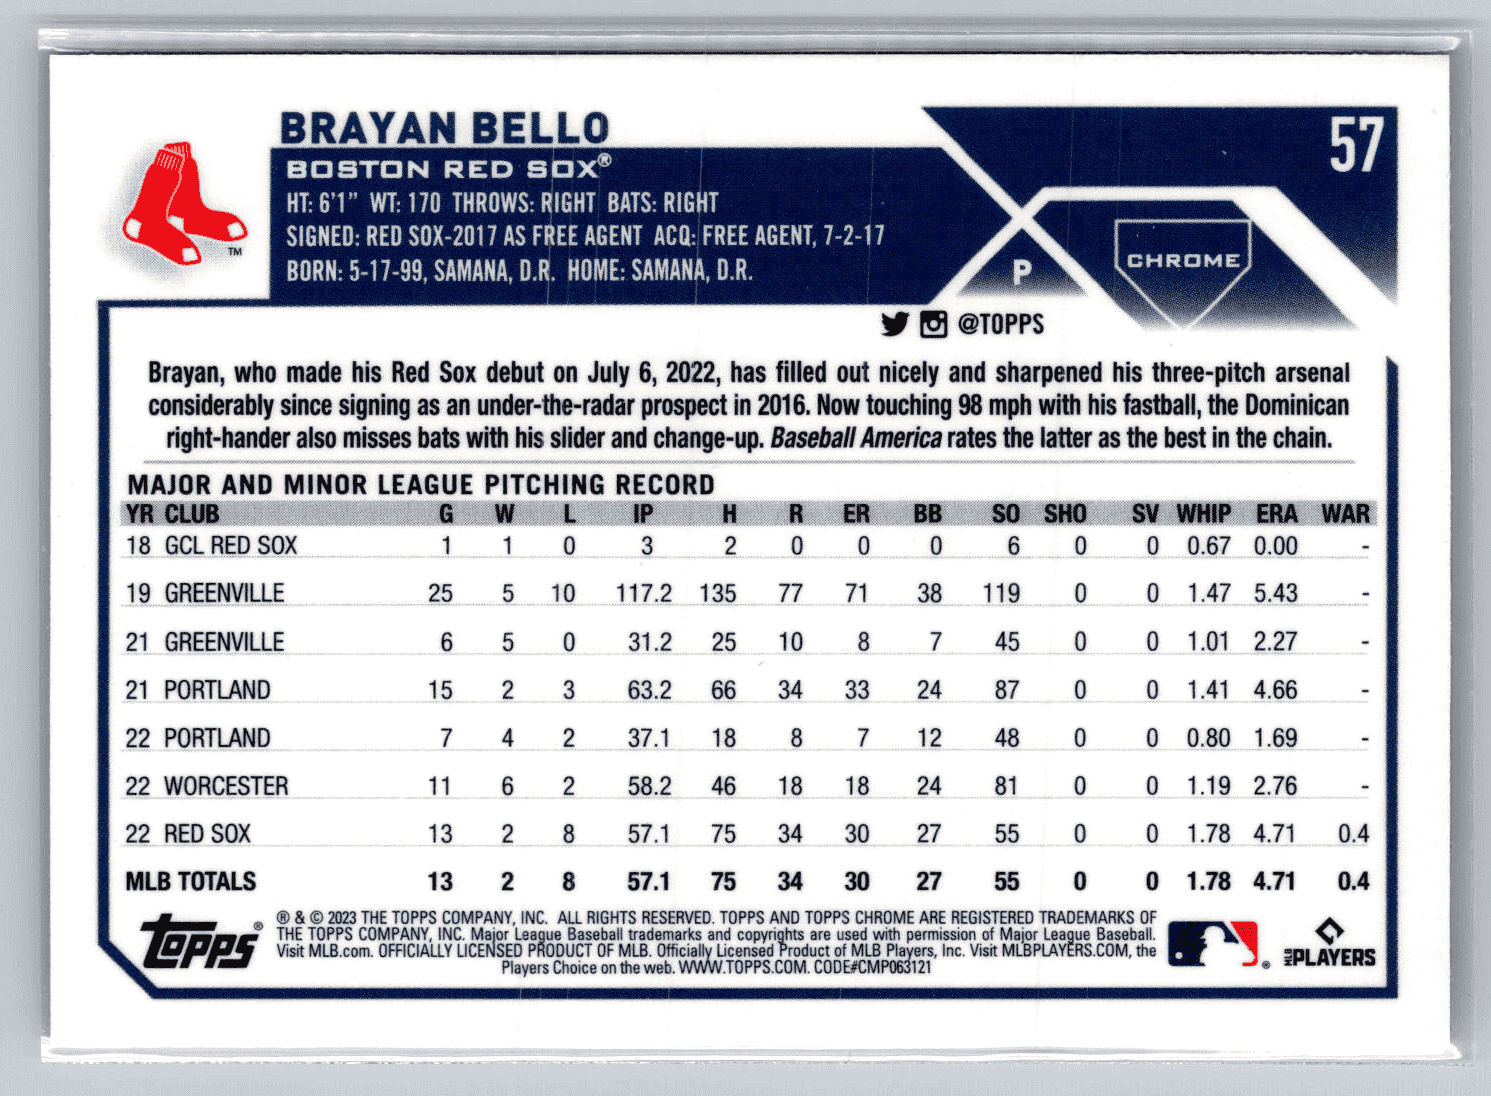 BRAYAN BELLO
57
BOSTON RED SOX®
HT: 6'1" WT: 170 THROWS: RIGHT BATS: RIGHT
SIGNED: RED SOX-2017 AS FREE AGENT ACQ: FREE AGENT, 7-2-17
BORN: 5-17-99, SAMANA, D.R. HOME: SAMANA, D.R.
P
CHROME
TM
@TOPPS
Brayan, who made his Red Sox debut on July 6, 2022, has filled out nicely and sharpened his three-pitch arsenal
considerably since signing as an under-the-radar prospect in 2016. Now touching 98 mph with his fastball, the Dominican
right-hander also misses bats with his slider and change-up. Baseball America rates the latter as the best in the chain.
MAJOR AND MINOR LEAGUE PITCHING RECORD
YR CLUB G W L IP H R ER BB SO SHO SV WHIP ERA WAR
18 GCL RED SOX 1 1 0 3 2 0 0 0 6 0 0 0.67 0.00 -
19 GREENVILLE 25 5 10 117.2 135 77 71 38 119 0 0 1.47 5.43 -
21 GREENVILLE 6 5 0 31.2 25 10 8 7 45 0 0 1.01 2.27 -
21 PORTLAND 15 2 3 63.2 66 34 33 24 87 0 0 1.41 4.66 -
22 PORTLAND 7 4 2 37.1 18 8 7 12 48 0 0 0.80 1.69 -
22 WORCESTER 11 6 2 58.2 46 18 18 24 81 0 0 1.19 2.76 -
22 RED SOX 13 2 8 57.1 75 34 30 27 55 0 0 1.78 4.71 0.4
MLB TOTALS 13 2 8 57.1 75 34 30 27 55 0 0 1.78 4.71 0.4
TOPPS®
® & © 2023 THE TOPPS COMPANY, INC. ALL RIGHTS RESERVED. TOPPS AND TOPPS CHROME ARE REGISTERED TRADEMARKS OF
THE TOPPS COMPANY, INC. Major League Baseball trademarks and copyrights are used with permission of Major League Baseball.
Visit MLB.com. OFFICIALLY LICENSED PRODUCT OF MLB. Officially Licensed Product of MLB Players, Inc. Visit MLBPLAYERS.COM, the
Players Choice on the web. WWW.TOPPS.COM. CODE#CMP063121
®
MLB PLAYERS